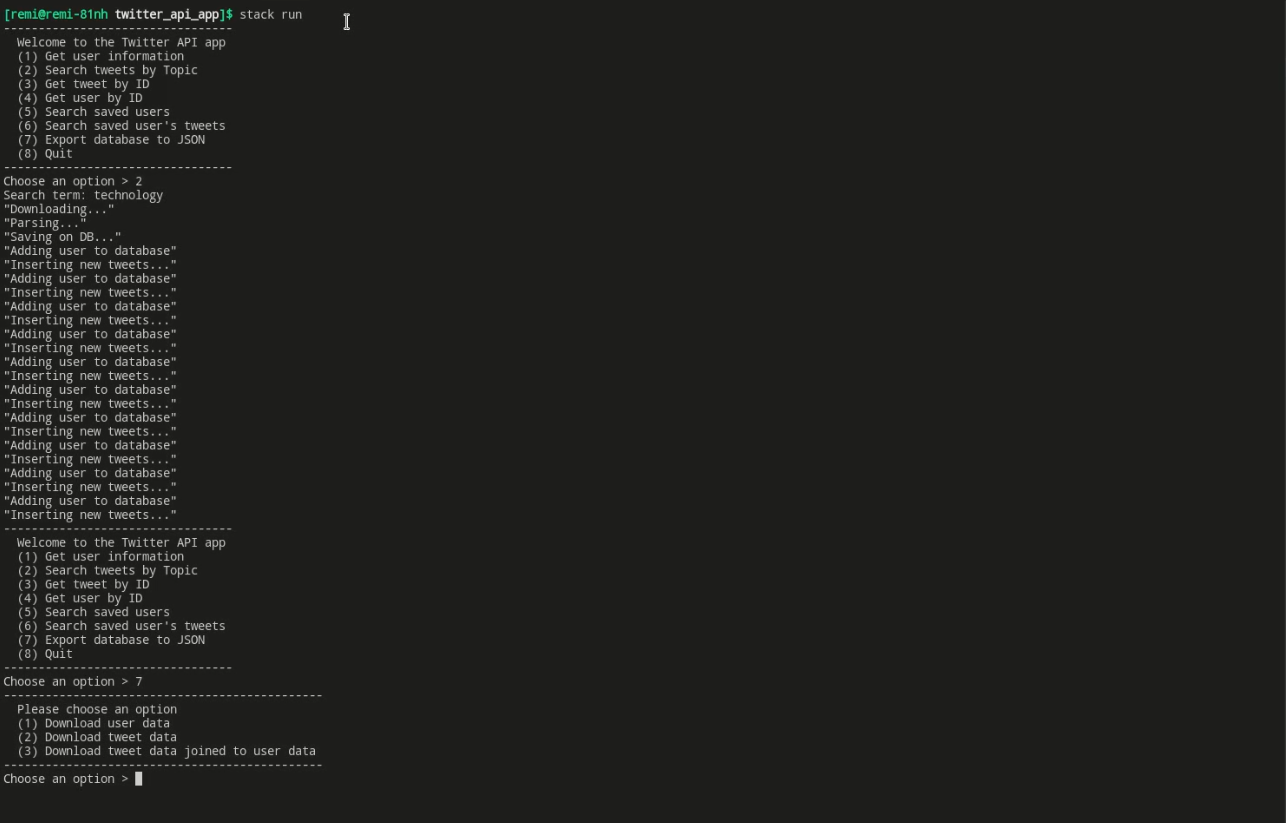 [remi@remi-81nh twitter_api_app]$ stack run
---------------------------------
Welcome to the Twitter API app
(1) Get user information
(2) Search tweets by Topic
(3) Get tweet by ID
(4) Get user by ID
(5) Search saved users
(6) Search saved user's tweets
(7) Export database to JSON
(8) Quit
---------------------------------
Choose an option > 2
Search term: technology
"Downloading..."
"Parsing..."
"Saving on DB..."
"Adding user to database"
"Inserting new tweets..."
"Adding user to database"
"Inserting new tweets..."
"Adding user to database"
"Inserting new tweets..."
"Adding user to database"
"Inserting new tweets..."
"Adding user to database"
"Inserting new tweets..."
"Adding user to database"
"Inserting new tweets..."
"Adding user to database"
"Inserting new tweets..."
"Adding user to database"
"Inserting new tweets..."
"Adding user to database"
"Inserting new tweets..."
"Adding user to database"
"Inserting new tweets..."
---------------------------------
Welcome to the Twitter API app
(1) Get user information
(2) Search tweets by Topic
(3) Get tweet by ID
(4) Get user by ID
(5) Search saved users
(6) Search saved user's tweets
(7) Export database to JSON
(8) Quit
---------------------------------
Choose an option > 7
----------------------------------------------
Please choose an option
(1) Download user data
(2) Download tweet data
(3) Download tweet data joined to user data
----------------------------------------------
Choose an option >